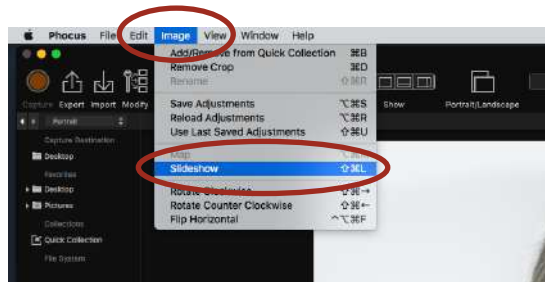 Phocus File Edit Image View Window Help
Add/Remove from Quick Collection ⌘B
Remove Crop ⌘D
Rename ⇧⌘R
Capture Export Import Modify Show Portrait/Landscape
Save Adjustments ⌥⌘S
Reload Adjustments ⌥⌘R
Use Last Saved Adjustments ⇧⌘U
Portrait
Capture Destination
Desktop
Map
Slideshow ⇧⌘L
Favorites
Desktop
Pictures
Rotate Clockwise ⇧⌘→
Rotate Counter Clockwise ⇧⌘←
Flip Horizontal ^⌥⌘F
Collections
Quick Collection
File System